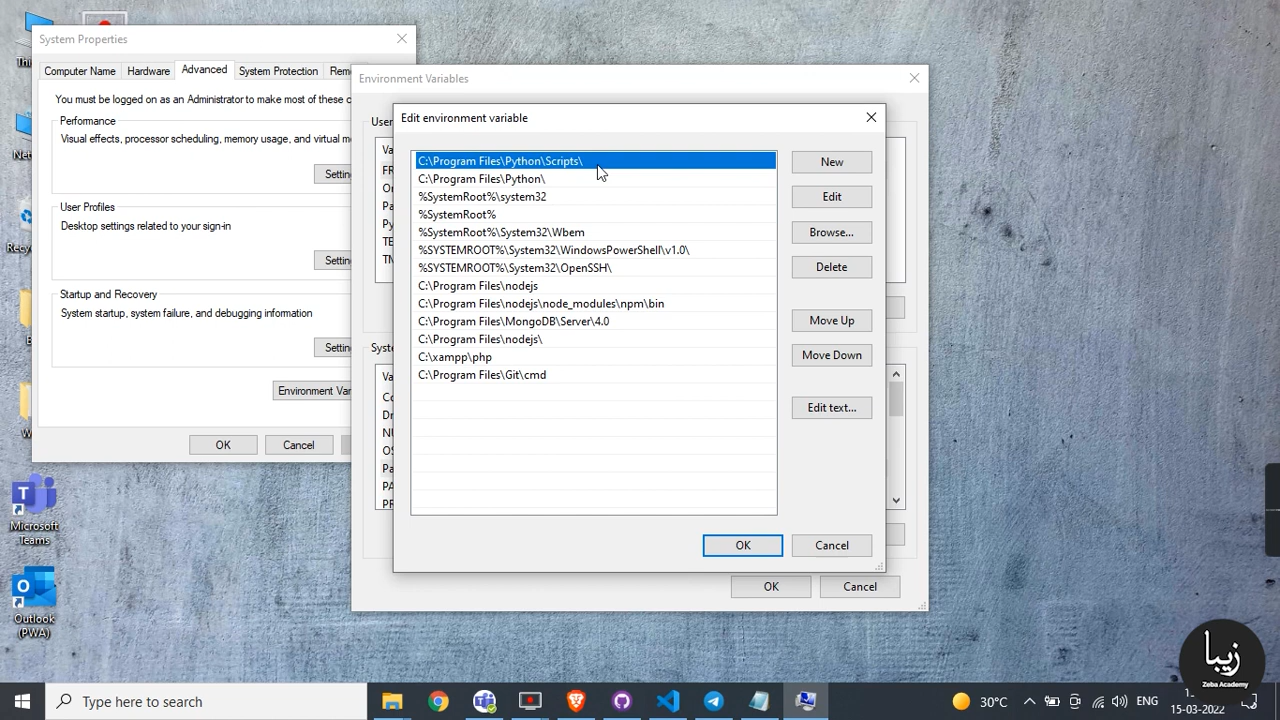 System Properties
Computer Name
Hardware
Advanced
System Protection
You must be logged on as an Administrator to make most of these
Performance
Visual effects, processor scheduling, memory usage, and virtual
User Profiles
Desktop settings related to your sign-in
Startup and Recovery
System startup, system failure, and debugging information
OK
Cancel
Environment Variables
OK
Cancel
Edit environment variable
C:\Program Files\Python\Scripts\
C:\Program Files\Python\
%SystemRoot%\system32
%SystemRoot%
%SystemRoot%\System32\Wbem
%SYSTEMROOT%\System32\WindowsPowerShell\v1.0\
%SYSTEMROOT%\System32\OpenSSH\
C:\Program Files\nodejs
C:\Program Files\nodejs\node_modules\npm\bin
C:\Program Files\MongoDB\Server\4.0
C:\Program Files\nodejs\
C:\xampp\php
C:\Program Files\Git\cmd
New
Edit
Browse...
Delete
Move Up
Move Down
Edit text...
OK
Cancel
Microsoft
Teams
Outlook
(PWA)
زيبا
Zeba Academy
Type here to search
30°C
ENG
15-03-2022